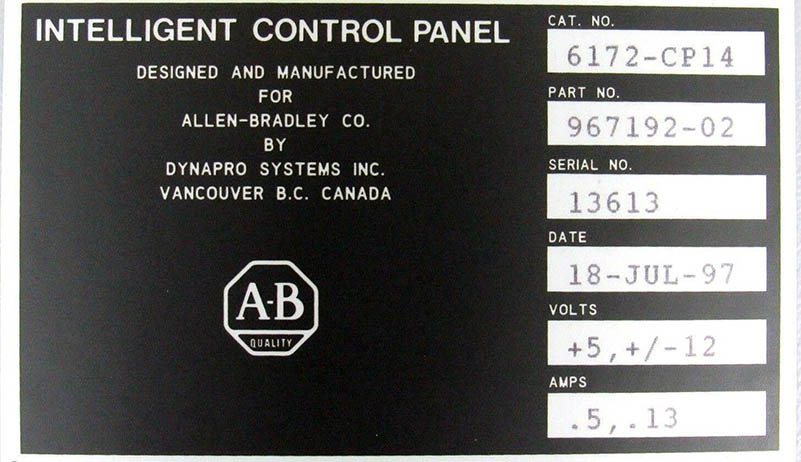 INTELLIGENT CONTROL PANEL
DESIGNED AND MANUFACTURED
FOR
ALLEN-BRADLEY CO.
BY
DYNAPRO SYSTEMS INC.
VANCOUVER B.C. CANADA
A-B
QUALITY
CAT. NO.
6172-CP14
PART NO.
967192-02
SERIAL NO.
13613
DATE
18-JUL-97
VOLTS
+5,+/-12
AMPS
.5,.13